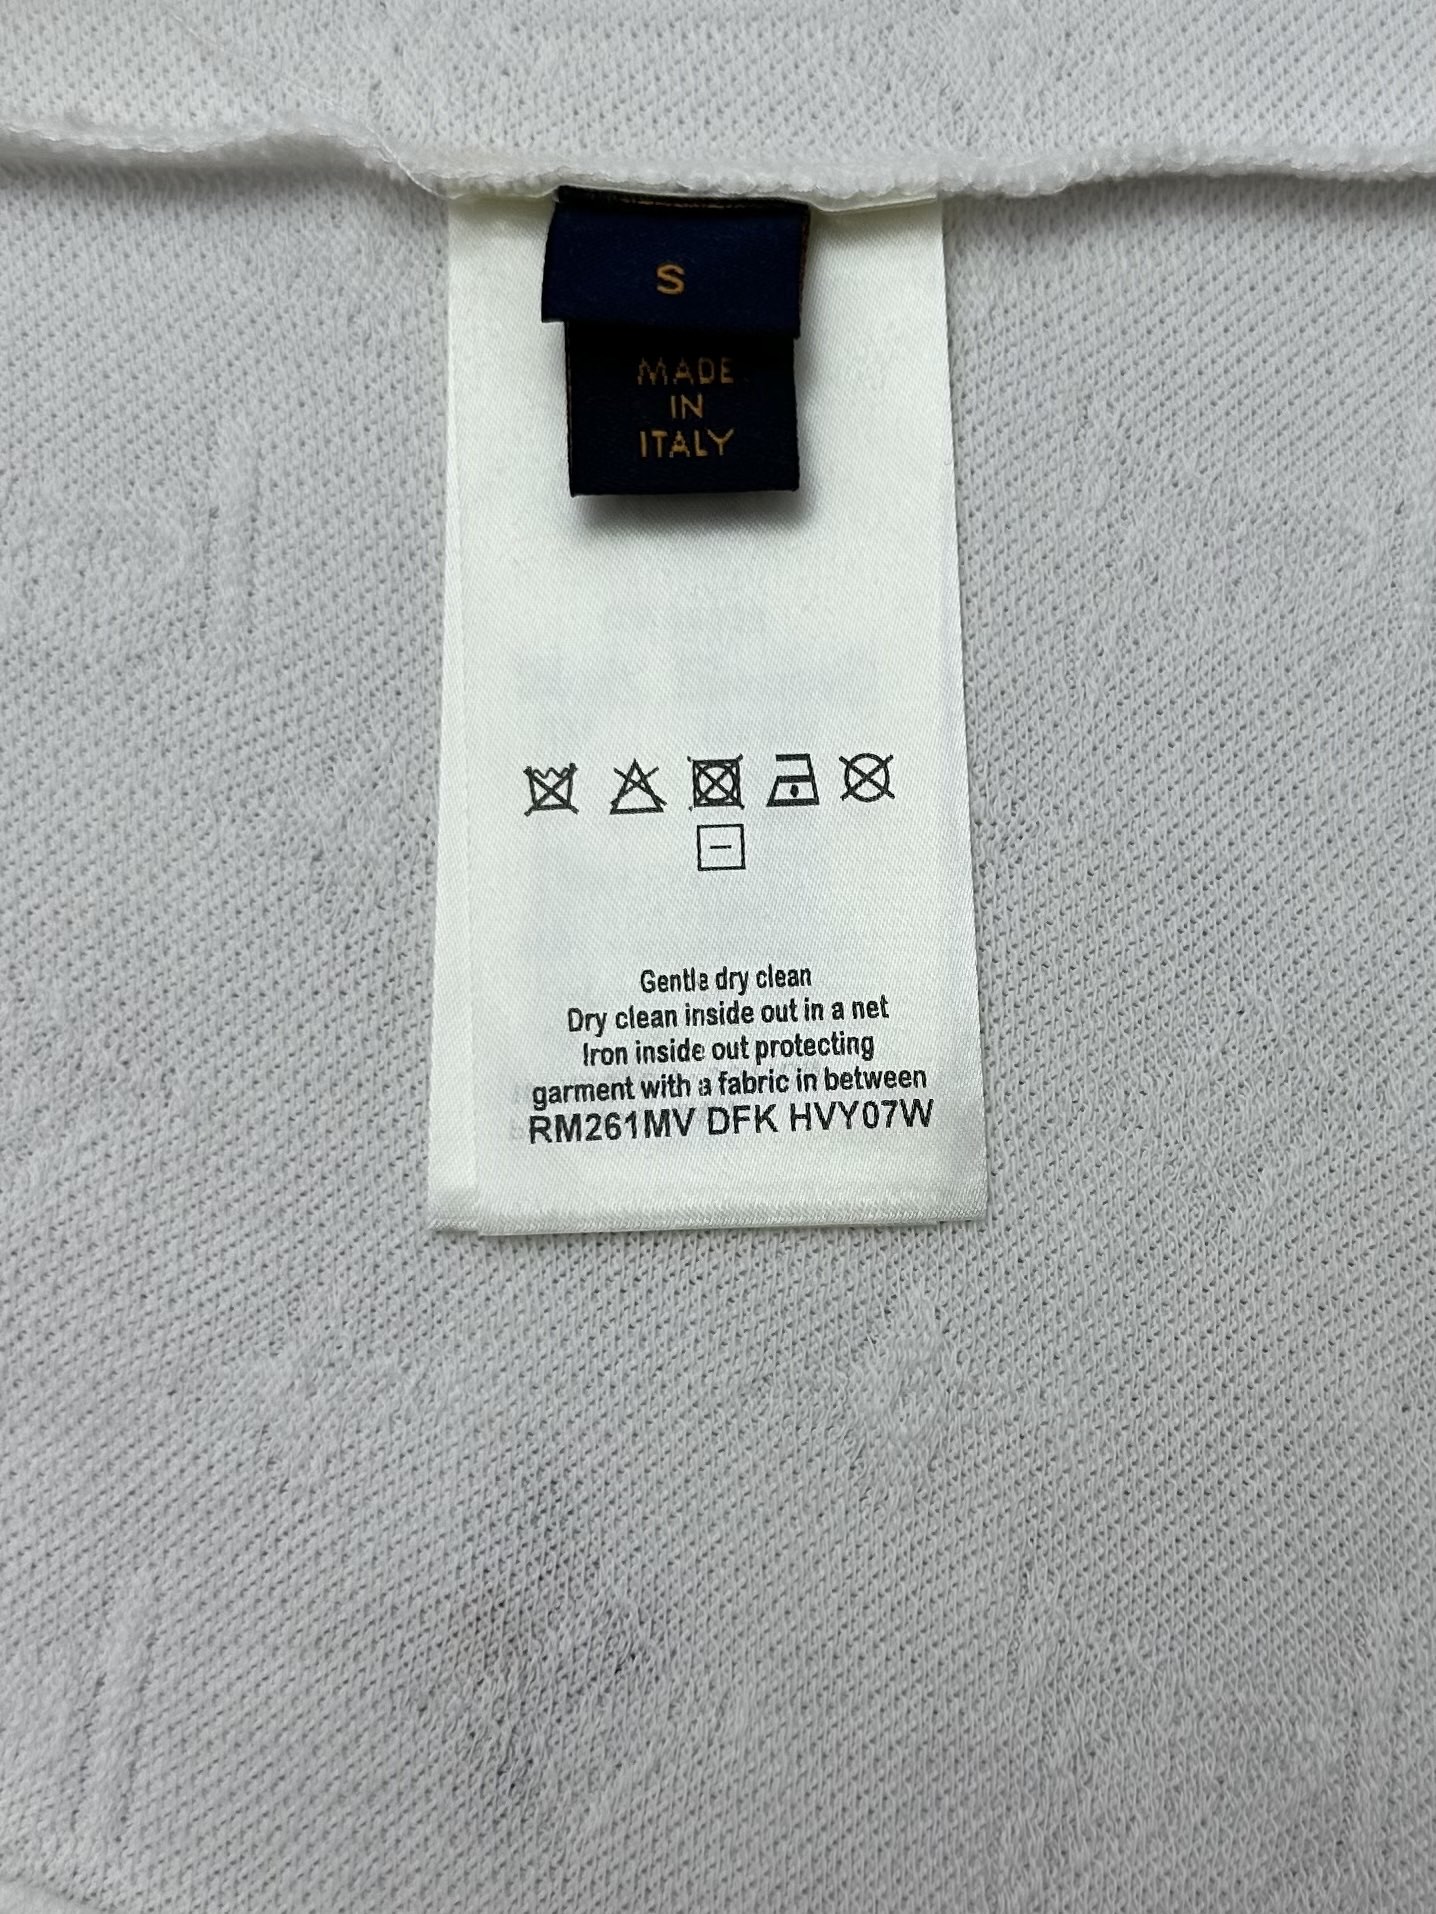 S
MADE
IN
ITALY
Gentle dry clean
Dry clean inside out in a net
Iron inside out protecting
garment with a fabric in between
RM261MV DFK HVY07W